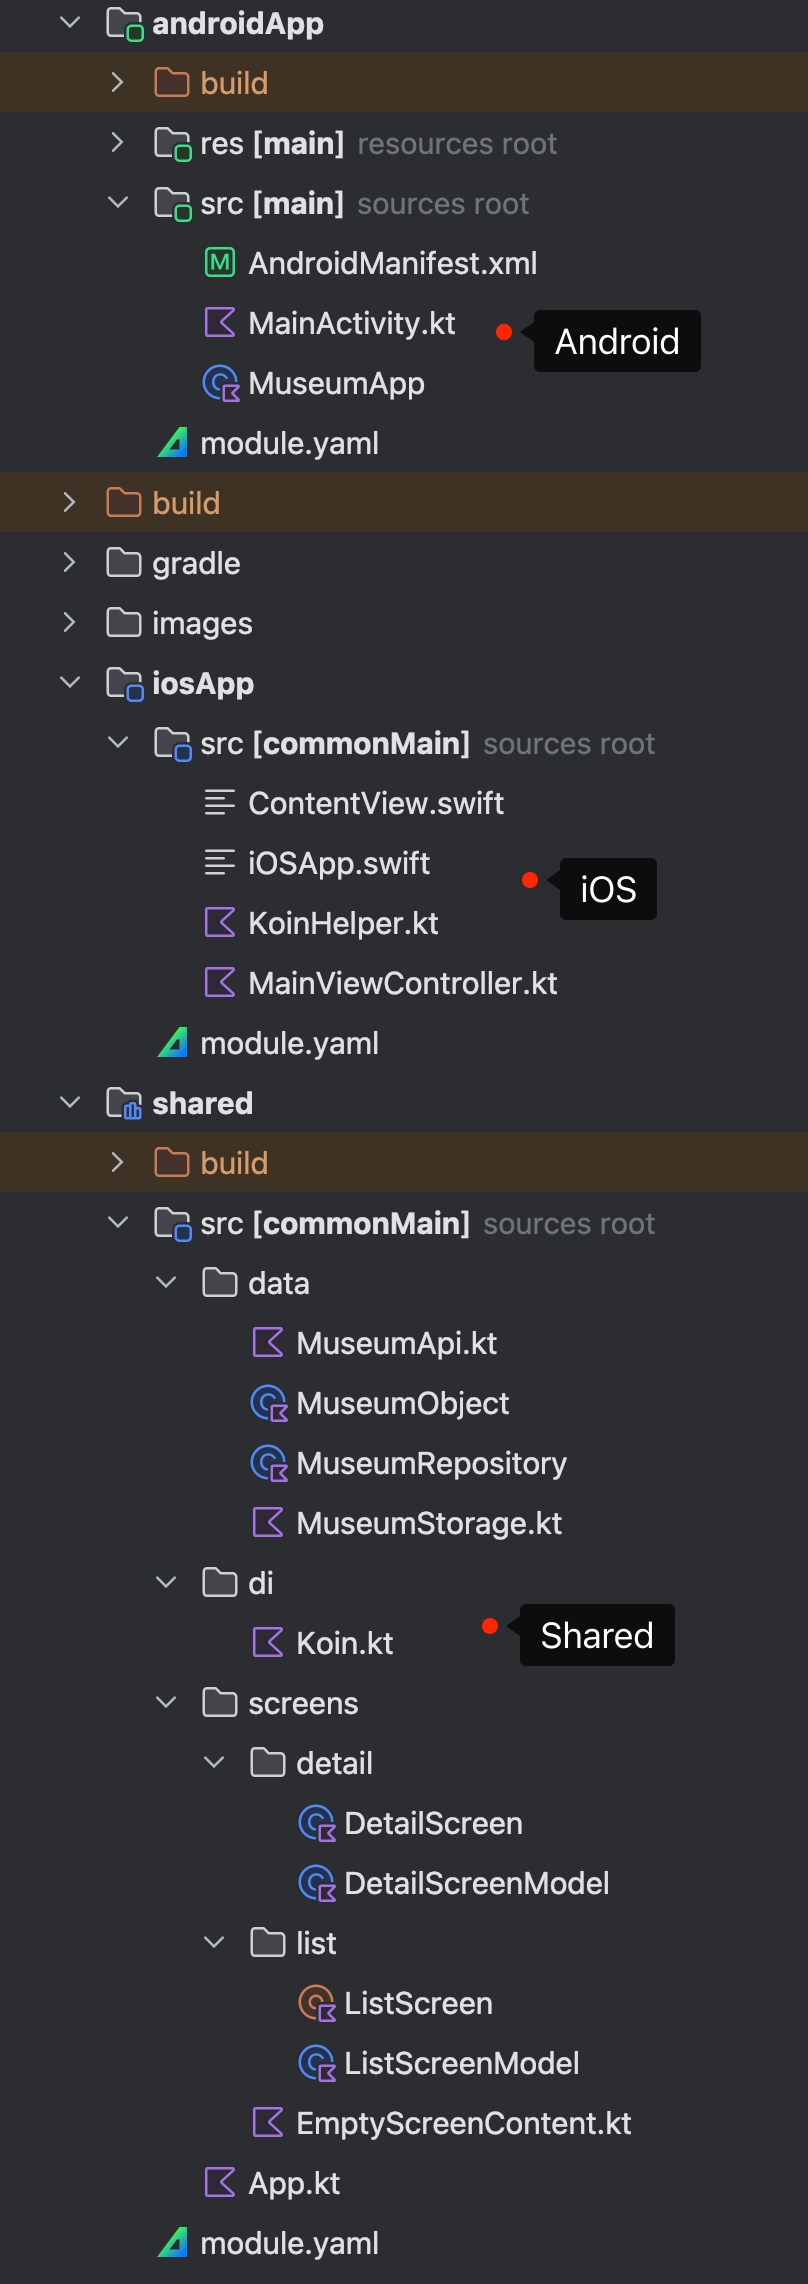 androidApp
build
res [main] resources root
src [main] sources root
AndroidManifest.xml
MainActivity.kt
Android
MuseumApp
module.yaml
build
gradle
images
iosApp
src [commonMain] sources root
ContentView.swift
iOSApp.swift
iOS
KoinHelper.kt
MainViewController.kt
module.yaml
shared
build
src [commonMain] sources root
data
MuseumApi.kt
MuseumObject
MuseumRepository
MuseumStorage.kt
di
Koin.kt
Shared
screens
detail
DetailScreen
DetailScreenModel
list
ListScreen
ListScreenModel
EmptyScreenContent.kt
App.kt
module.yaml